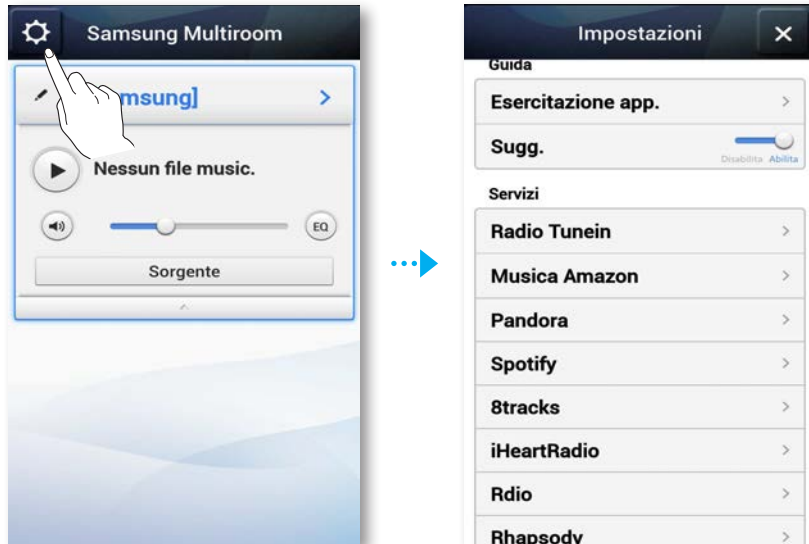 Samsung Multiroom
msung]
Nessun file music.
EQ
Sorgente
Impostazioni
Guida
Esercitazione app.
Sugg.
Disabilita Abilita
Servizi
Radio Tunein
Musica Amazon
Pandora
Spotify
8tracks
iHeartRadio
Rdio
Rhapsody